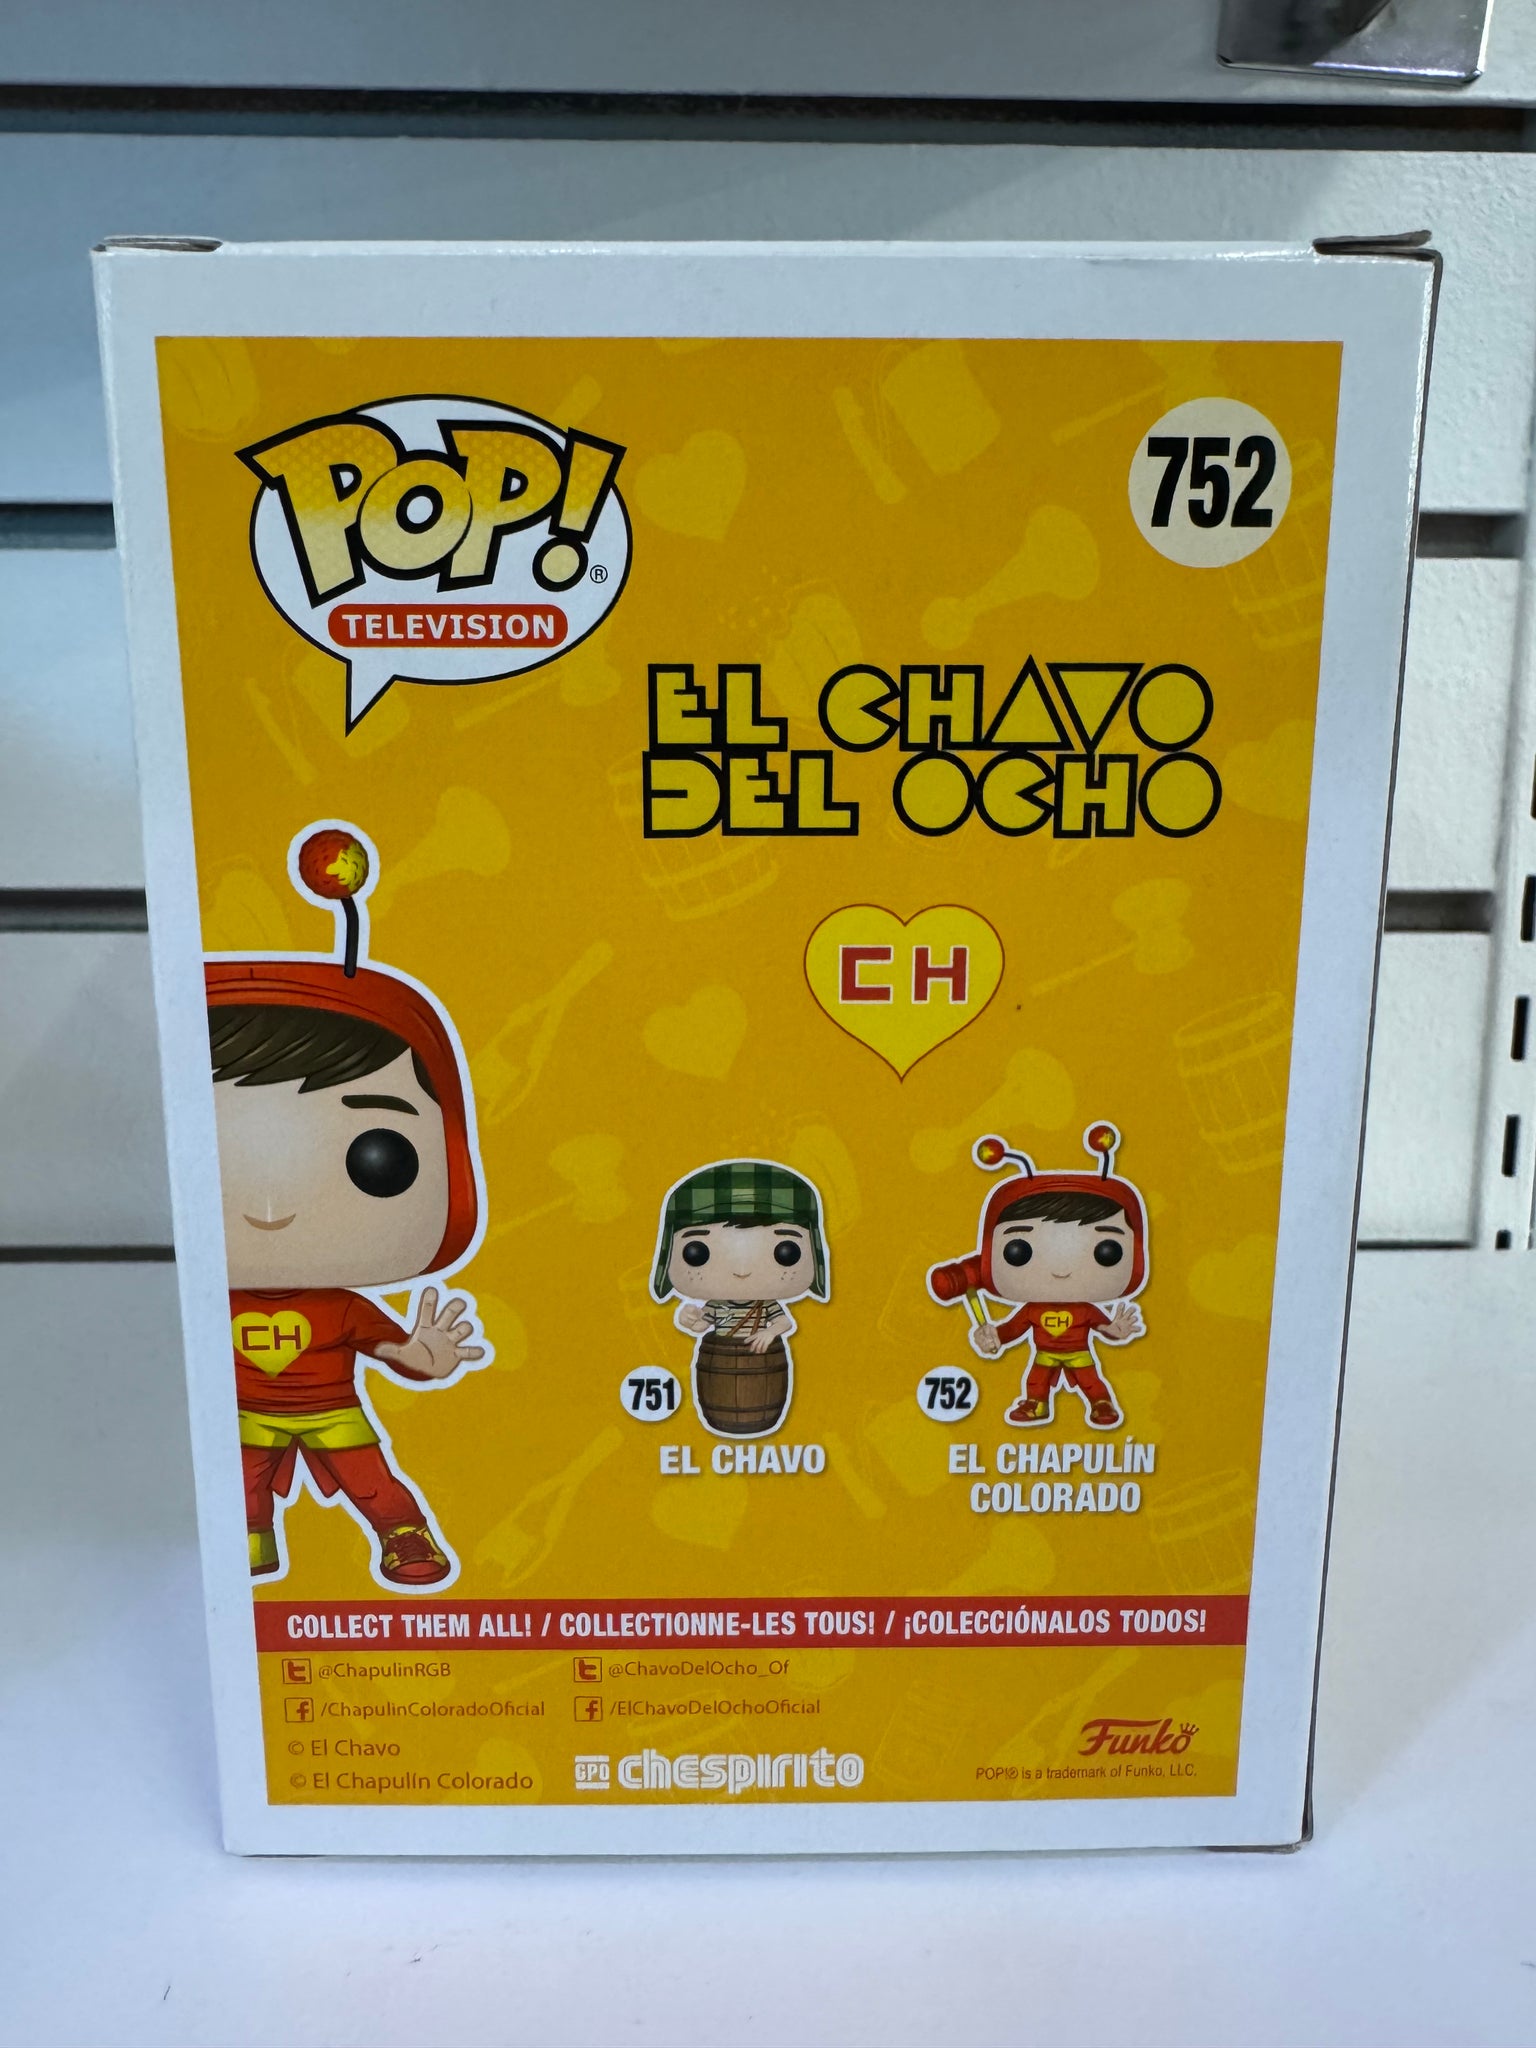 POP!®
TELEVISION
752
EL CHAVO
DEL OCHO
CH
CH
CH
751
EL CHAVO
752
EL CHAPULÍN
COLORADO
COLLECT THEM ALL! / COLLECTIONNE-LES TOUS! / ¡COLECCIÓNALOS TODOS!
@ChapulinRGB
@ChavoDelOcho_Of
/ChapulinColoradoOficial
/ElChavoDelOchoOficial
© El Chavo
© El Chapulín Colorado
GPO chespirito
Funko
POP!® is a trademark of Funko, LLC.